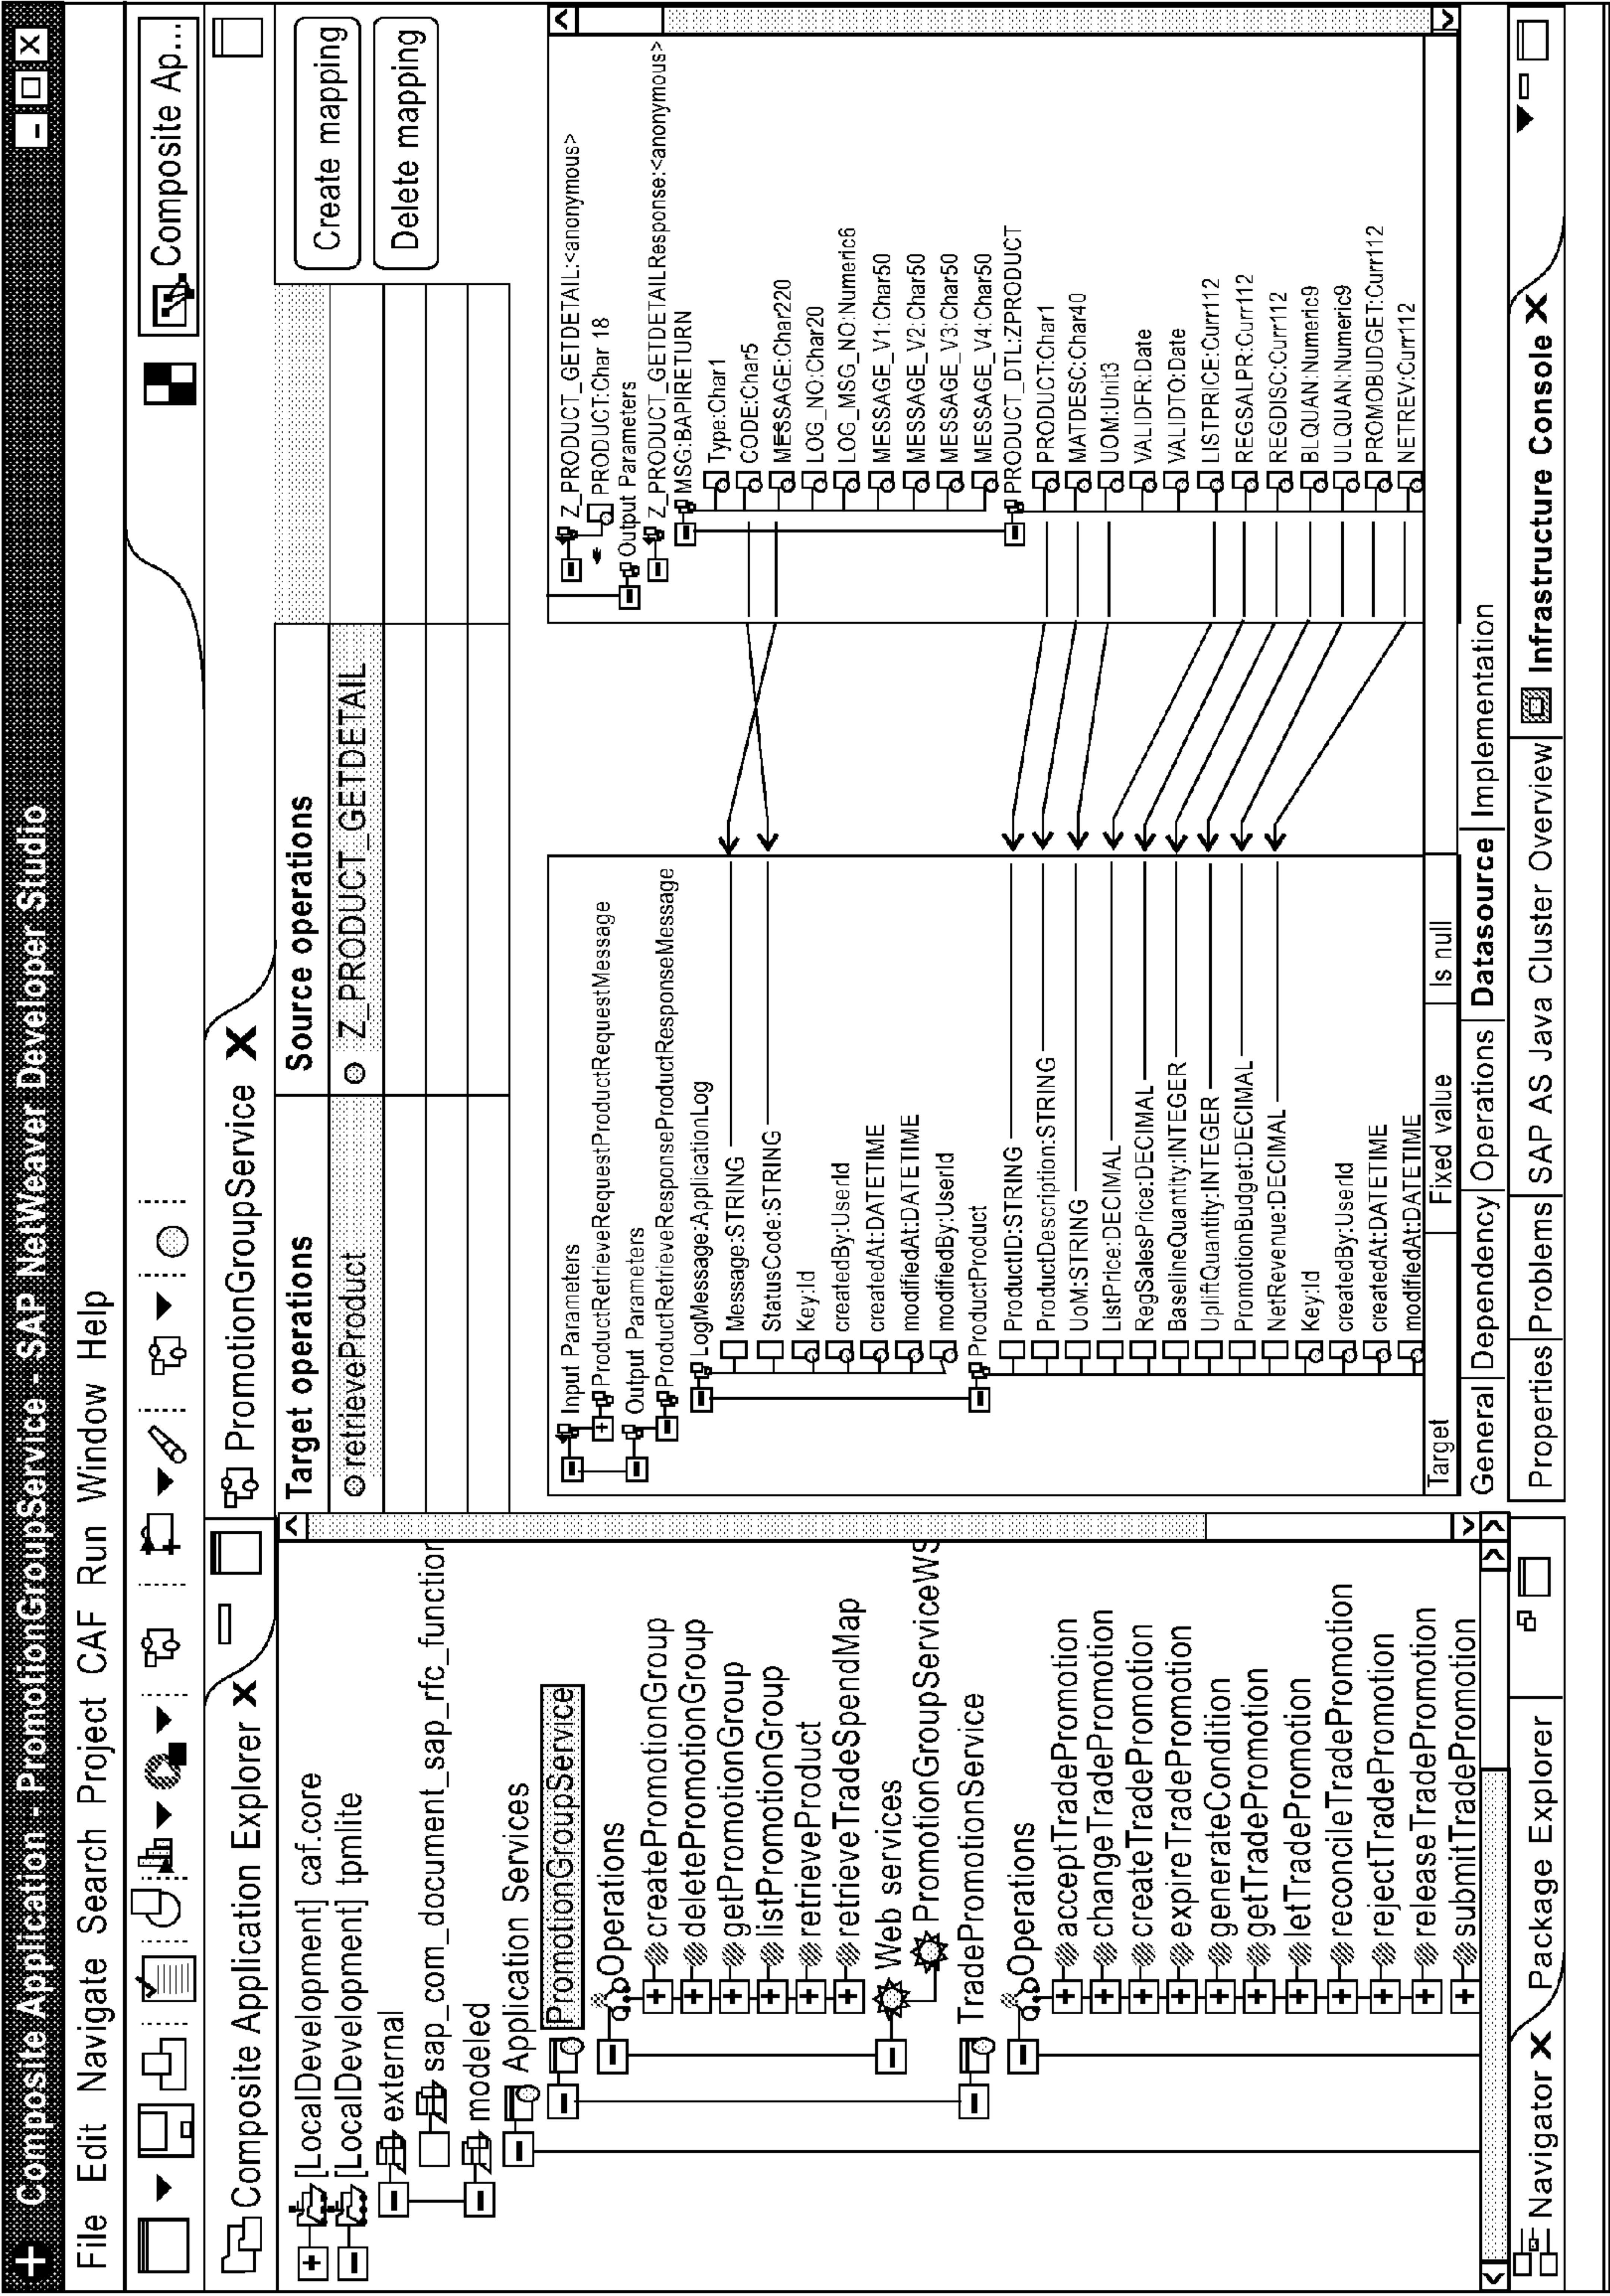 Composite Application - PromotionGroupService - SAP NetWeaver Developer Studio
File Edit Navigate Search Project CAF Run Window Help
Composite Ap...
Composite Application Explorer X
[LocalDevelopment] caf.core
[LocalDevelopment] tpmlite
external
sap_com_document_sap_rfc_function
modeled
Application Services
PromotionGroupService
Operations
createPromotionGroup
deletePromotionGroup
getPromotionGroup
listPromotionGroup
retrieveProduct
retrieveTradeSpendMap
Web services
PromotionGroupServiceWS
TradePromotionService
Operations
acceptTradePromotion
changeTradePromotion
createTradePromotion
expireTradePromotion
generateCondition
getTradePromotion
letTradePromotion
reconcileTradePromotion
rejectTradePromotion
releaseTradePromotion
submitTradePromotion
Navigator X Package Explorer
PromotionGroupService X
Target operations Source operations
retrieveProduct Z_PRODUCT_GETDETAIL
Create mapping
Delete mapping
Input Parameters
ProductRetrieveRequestProductRequestMessage
Output Parameters
ProductRetrieveResponseProductResponseMessage
LogMessage:ApplicationLog
Message:STRING
StatusCode:STRING
Key:Id
createdBy:UserId
createdAt:DATETIME
modifiedAt:DATETIME
modifiedBy:UserId
ProductProduct
ProductID:STRING
ProductDescription:STRING
UoM:STRING
ListPrice:DECIMAL
RegSalesPrice:DECIMAL
BaselineQuantity:INTEGER
UpliftQuantity:INTEGER
PromotionBudget:DECIMAL
NetRevenue:DECIMAL
Key:Id
createdBy:UserId
createdAt:DATETIME
modifiedAt:DATETIME
Z_PRODUCT_GETDETAIL:<anonymous>
PRODUCT:Char 18
Output Parameters
Z_PRODUCT_GETDETAILResponse:<anonymous>
MSG:BAPIRETURN
Type:Char1
CODE:Char5
MESSAGE:Char220
LOG_NO:Char20
LOG_MSG_NO:Numeric6
MESSAGE_V1:Char50
MESSAGE_V2:Char50
MESSAGE_V3:Char50
MESSAGE_V4:Char50
PRODUCT_DTL:ZPRODUCT
PRODUCT:Char1
MATDESC:Char40
UOM:Unit3
VALIDFR:Date
VALIDTO:Date
LISTPRICE:Curr112
REGSALPR:Curr112
REGDISC:Curr112
BLQUAN:Numeric9
ULQUAN:Numeric9
PROMOBUDGET:Curr112
NETREV:Curr112
Target Fixed value Is null
General Dependency Operations Datasource Implementation
Properties Problems SAP AS Java Cluster Overview Infrastructure Console X